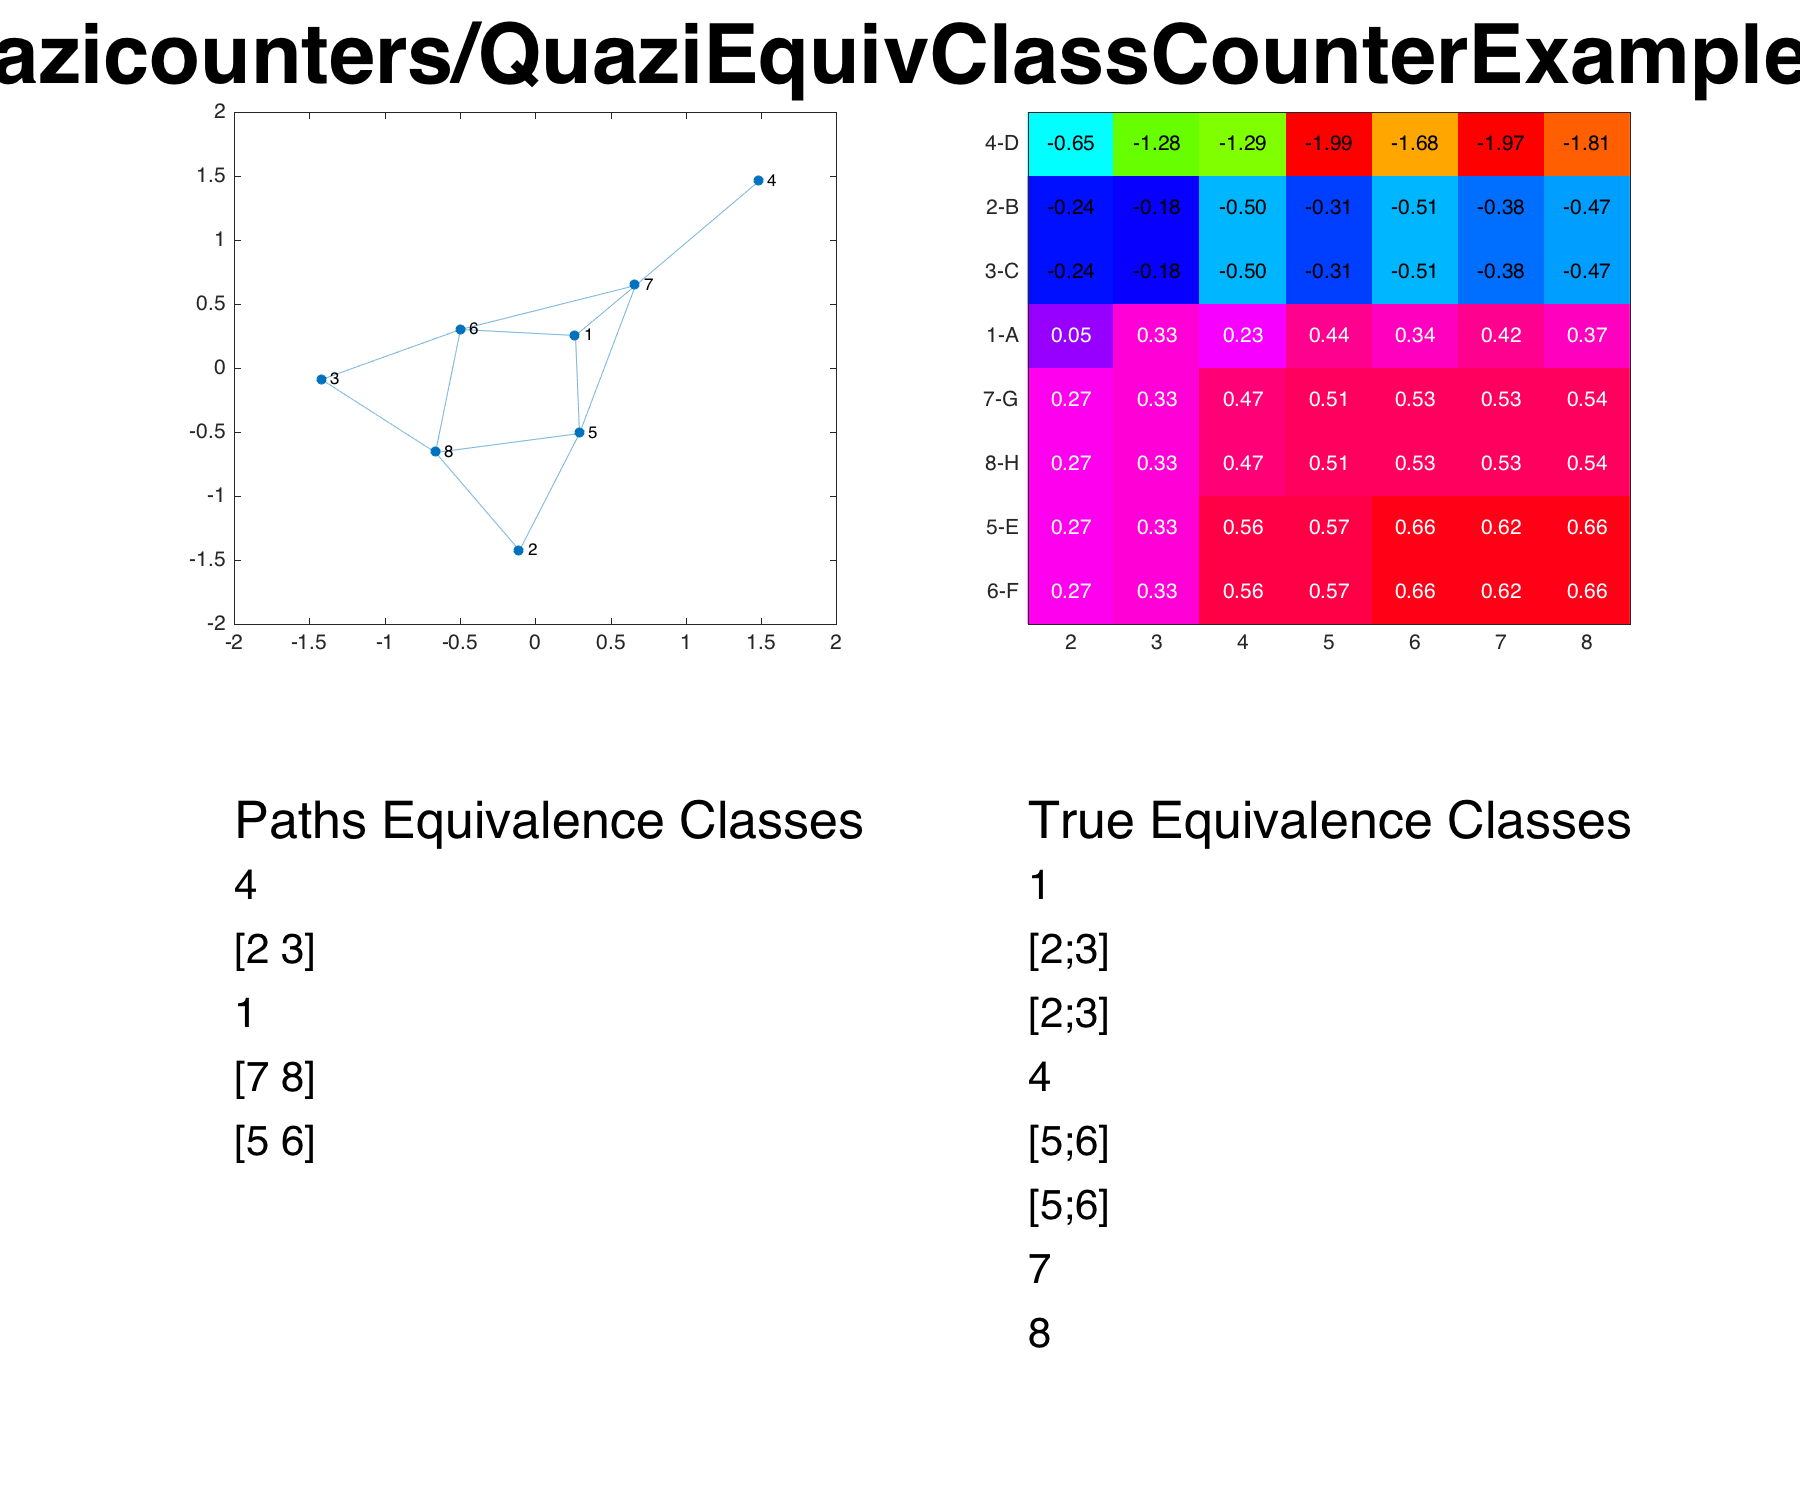 azicounters/QuaziEquivClassCounterExample
2
1.5
1
0.5
0
-0.5
-1
-1.5
-2
-2 -1.5 -1 -0.5 0 0.5 1 1.5 2
4
7
6
1
3
5
8
2
4-D -0.65 -1.28 -1.29 -1.99 -1.68 -1.97 -1.81
2-B -0.24 -0.18 -0.50 -0.31 -0.51 -0.38 -0.47
3-C -0.24 -0.18 -0.50 -0.31 -0.51 -0.38 -0.47
1-A 0.05 0.33 0.23 0.44 0.34 0.42 0.37
7-G 0.27 0.33 0.47 0.51 0.53 0.53 0.54
8-H 0.27 0.33 0.47 0.51 0.53 0.53 0.54
5-E 0.27 0.33 0.56 0.57 0.66 0.62 0.66
6-F 0.27 0.33 0.56 0.57 0.66 0.62 0.66
2 3 4 5 6 7 8
Paths Equivalence Classes
4
[2 3]
1
[7 8]
[5 6]
True Equivalence Classes
1
[2;3]
[2;3]
4
[5;6]
[5;6]
7
8